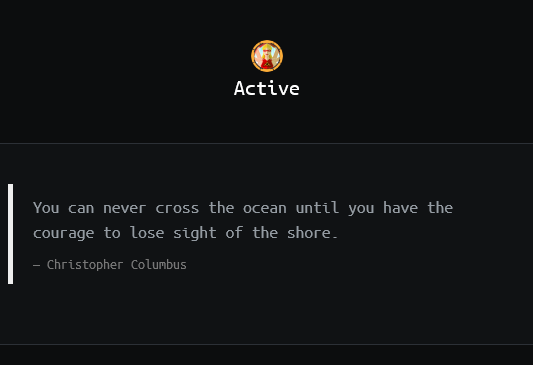 Active
You can never cross the ocean until you have the
courage to lose sight of the shore.
— Christopher Columbus